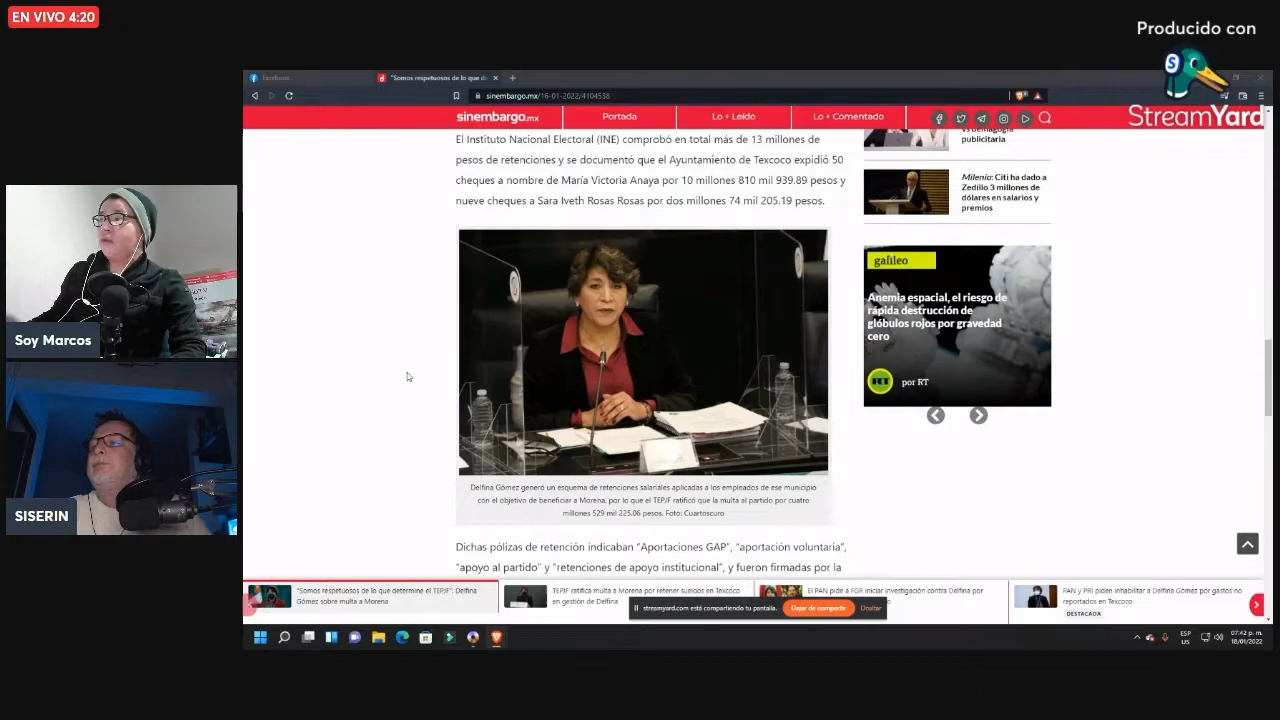 EN VIVO 4:20
Producido con
StreamYard
Facebook
"Somos respetuosos de lo que de
sinembargo.mx/16-01-2022/4104538
sinembargo.mx
Portada
Lo + Leído
Lo + Comentado
El Instituto Nacional Electoral (INE) comprobó en total más de 13 millones de
pesos de retenciones y se documentó que el Ayuntamiento de Texcoco expidió 50
cheques a nombre de María Victoria Anaya por 10 millones 810 mil 939.89 pesos y
nueve cheques a Sara Iveth Rosas Rosas por dos millones 74 mil 205.19 pesos.
vs demagogia
publicitaria
Milenio: Citi ha dado a
Zedillo 3 millones de
dólares en salarios y
premios
galileo
Anemia espacial, el riesgo de
rápida destrucción de
glóbulos rojos por gravedad
cero
RT
por RT
Soy Marcos
SISERIN
Delfina Gómez generó un esquema de retenciones salariales aplicadas a los empleados de ese municipio
con el objetivo de beneficiar a Morena, por lo que el TEPJF ratificó que la multa al partido por cuatro
millones 529 mil 225.06 pesos. Foto: Cuartoscuro
Dichas pólizas de retención indicaban "Aportaciones GAP", "aportación voluntaria",
"apoyo al partido" y "retenciones de apoyo institucional", y fueron firmadas por la
"Somos respetuosos de lo que determine el TEPJF": Delfina
Gómez sobre multa a Morena
TEPJF ratifica multa a Morena por retener sueldos en Texcoco
en gestión de Delfina
El PAN pide a FGR iniciar investigación contra Delfina por
PAN y PRI piden inhabilitar a Delfina Gómez por gastos no
reportados en Texcoco
DESTACADA
streamyard.com está compartiendo tu pantalla.
Dejar de compartir
Ocultar
ESP
US
07:42 p. m.
18/01/2022